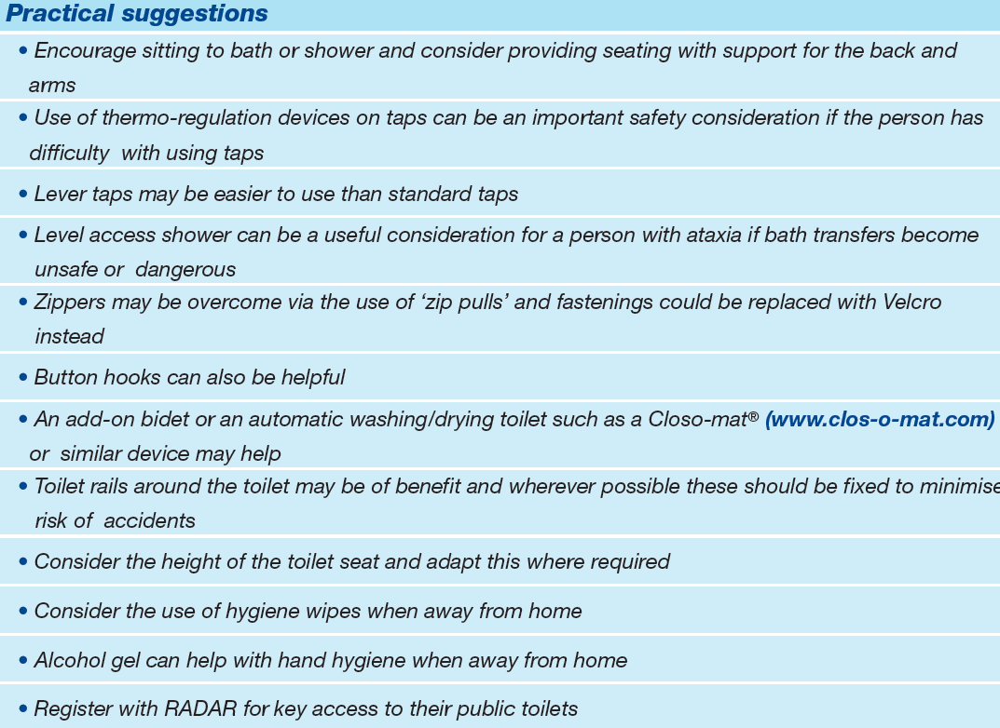 Practical suggestions
• Encourage sitting to bath or shower and consider providing seating with support for the back and
arms
• Use of thermo-regulation devices on taps can be an important safety consideration if the person has
difficulty with using taps
• Lever taps may be easier to use than standard taps
• Level access shower can be a useful consideration for a person with ataxia if bath transfers become
unsafe or dangerous
• Zippers may be overcome via the use of ‘zip pulls’ and fastenings could be replaced with Velcro
instead
• Button hooks can also be helpful
• An add-on bidet or an automatic washing/drying toilet such as a Closo-mat® (www.clos-o-mat.com)
or similar device may help
• Toilet rails around the toilet may be of benefit and wherever possible these should be fixed to minimise
risk of accidents
• Consider the height of the toilet seat and adapt this where required
• Consider the use of hygiene wipes when away from home
• Alcohol gel can help with hand hygiene when away from home
• Register with RADAR for key access to their public toilets